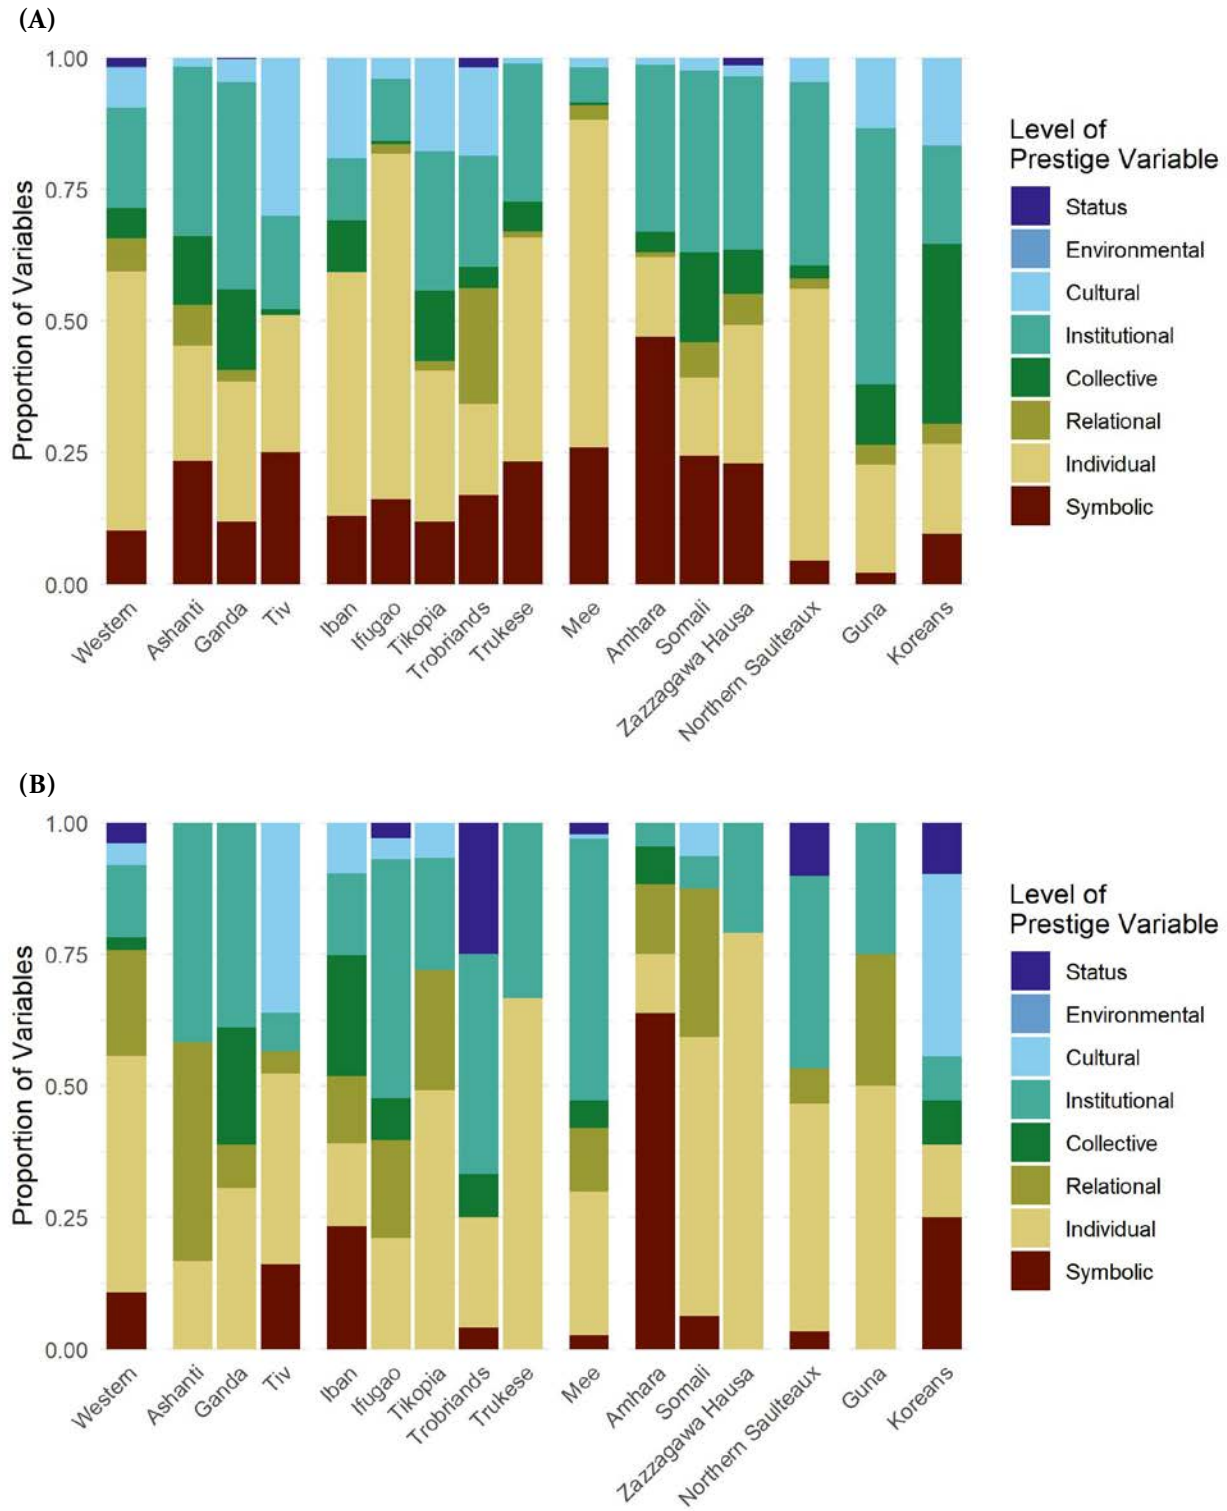 (A)
1.00
0.75
0.50
0.25
0.00
Proportion of Variables
Western
Ashanti
Ganda
Tiv
Iban
Ifugao
Tikopia
Trobriands
Trukese
Mee
Amhara
Somali
Zazzagawa Hausa
Northern Saulteaux
Guna
Koreans
Level of
Prestige Variable
Status
Environmental
Cultural
Institutional
Collective
Relational
Individual
Symbolic
(B)
1.00
0.75
0.50
0.25
0.00
Proportion of Variables
Western
Ashanti
Ganda
Tiv
Iban
Ifugao
Tikopia
Trobriands
Trukese
Mee
Amhara
Somali
Zazzagawa Hausa
Northern Saulteaux
Guna
Koreans
Level of
Prestige Variable
Status
Environmental
Cultural
Institutional
Collective
Relational
Individual
Symbolic